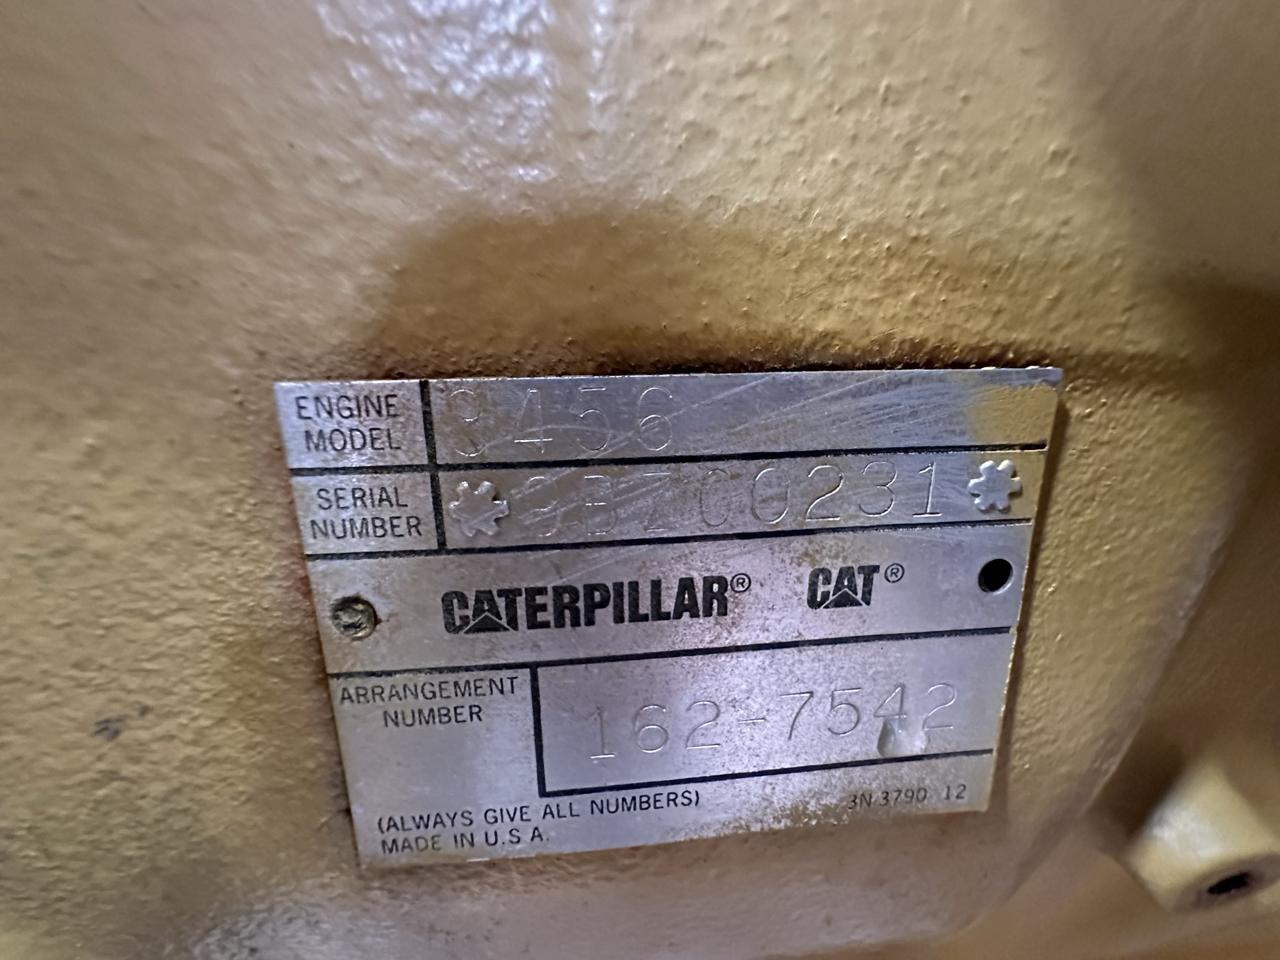 ENGINE
MODEL 3456
SERIAL
NUMBER *9BZ00231*
CATERPILLAR® CAT®
ARRANGEMENT
NUMBER 162-7542
(ALWAYS GIVE ALL NUMBERS) 3N 3790 12
MADE IN U.S A.